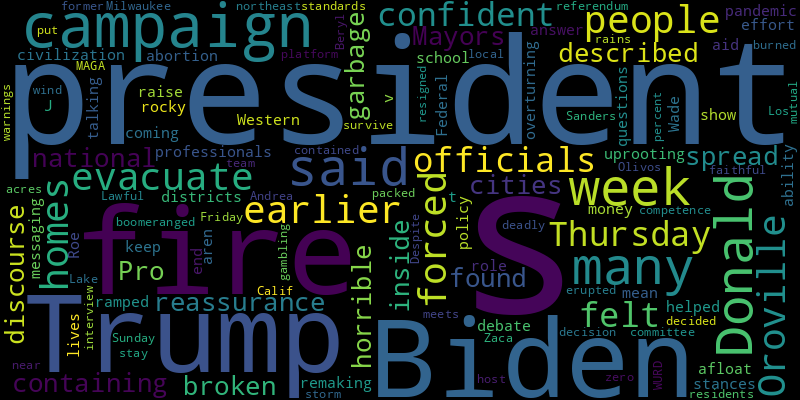 former Milwaukee northeast standards referendum
campaign confident people pandemic
put Mayors answer effort
civilization abortion platform Beryl rains
MAGA garbage school local described aid burned
president
warnings wind J talking raise rocky coming Western v survive resigned Federal overturning Sanders questions percent Wade show Los mutual
national professionals contained said officials uprooting spread
team Olivos faithful ability
evacuate packed forced cities week
acres homes Lawful districts Andrea earlier t policy money competence Donald
fire S
discourse messaging Roe boomeranged Friday gambling Despite deadly Thursday
keep aren end horrible inside role many
Lake Pro found
interview Calif erupted mean Oroville
Trump ramped reassurance meets felt helped
lives Biden debate decision committee decided
Sunday stay Zaca afloat
near remaking host zero WURD stances
containing broken storm residents